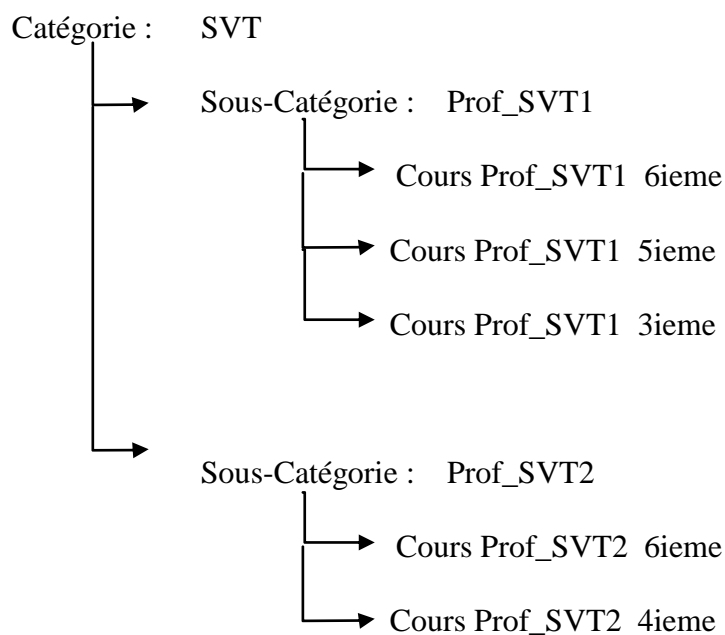 Catégorie : SVT
Sous-Catégorie : Prof_SVT1
Cours Prof_SVT1 6ieme
Cours Prof_SVT1 5ieme
Cours Prof_SVT1 3ieme
Sous-Catégorie : Prof_SVT2
Cours Prof_SVT2 6ieme
Cours Prof_SVT2 4ieme